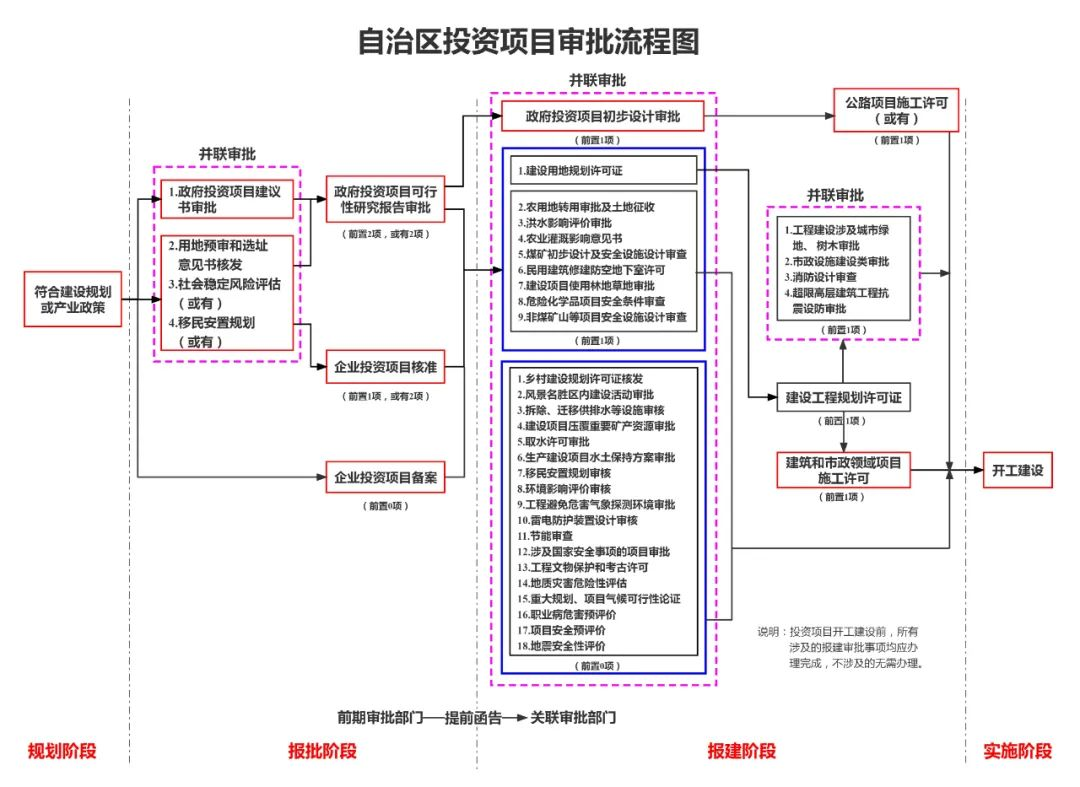 自治区投资项目审批流程图
符合建设规划
或产业政策
并联审批
1.政府投资项目建议
书审批
2.用地预审和选址
意见书核发
3.社会稳定风险评估
（或有）
4.移民安置规划
（或有）
政府投资项目可行
性研究报告审批
（前置2项，或有2项）
企业投资项目核准
（前置1项，或有2项）
企业投资项目备案
（前置0项）
并联审批
政府投资项目初步设计审批
（前置1项）
1.建设用地规划许可证
2.农用地转用审批及土地征收
3.洪水影响评价审批
4.农业灌溉影响意见书
5.煤矿初步设计及安全设施设计审查
6.民用建筑修建防空地下室许可
7.建设项目使用林地草地审批
8.危险化学品项目安全条件审查
9.非煤矿山等项目安全设施设计审查
（前置1项）
1.乡村建设规划许可证核发
2.风景名胜区内建设活动审批
3.拆除、迁移供排水等设施审核
4.建设项目压覆重要矿产资源审批
5.取水许可审批
6.生产建设项目水土保持方案审批
7.移民安置规划审核
8.环境影响评价审核
9.工程避免危害气象探测环境审批
10.雷电防护装置设计审核
11.节能审查
12.涉及国家安全事项的项目审批
13.工程文物保护和考古许可
14.地质灾害危险性评估
15.重大规划、项目气候可行性论证
16.职业病危害预评价
17.项目安全预评价
18.地震安全性评价
（前置0项）
公路项目施工许可
（或有）
（前置1项）
并联审批
1.工程建设涉及城市绿
地、 树木审批
2.市政设施建设类审批
3.消防设计审查
4.超限高层建筑工程抗
震设防审批
（前置1项）
建设工程规划许可证
（前置1项）
建筑和市政领域项目
施工许可
（前置1项）
开工建设
说明：投资项目开工建设前，所有
涉及的报建审批事项均应办
理完成，不涉及的无需办理。
前期审批部门——提前函告——关联审批部门
规划阶段
报批阶段
报建阶段
实施阶段